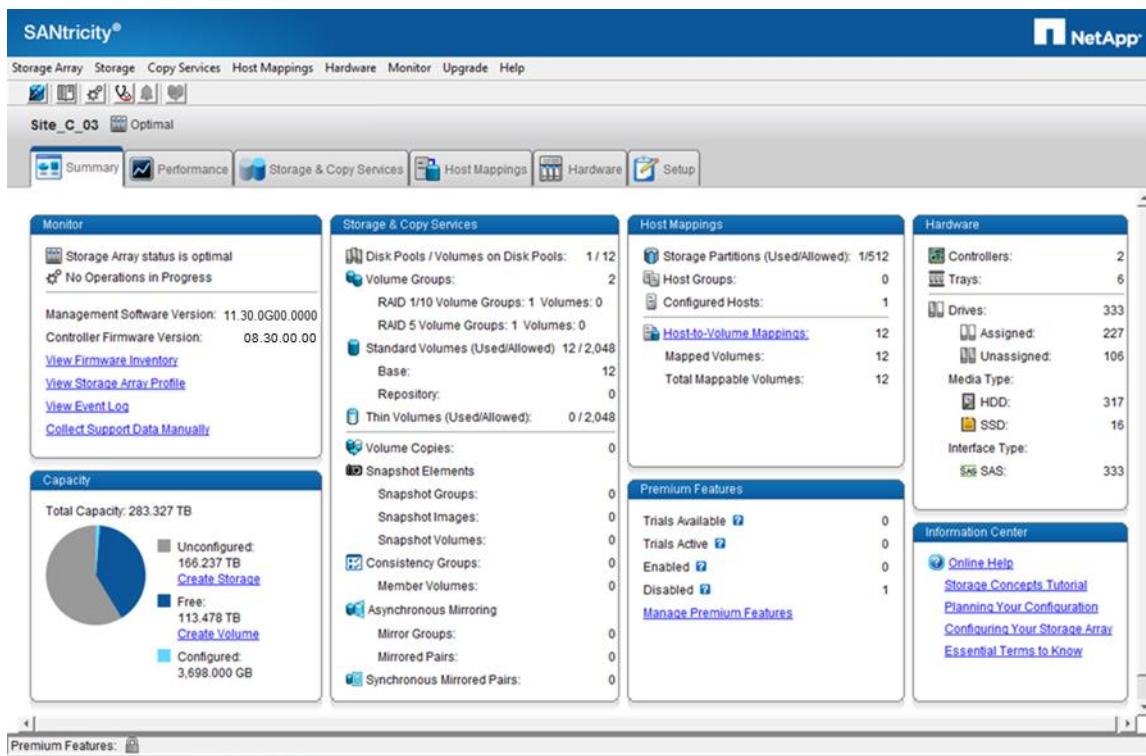 SANtricity®
NetApp®
Storage Array Storage Copy Services Host Mappings Hardware Monitor Upgrade Help
Site_C_03 Optimal
Summary Performance Storage & Copy Services Host Mappings Hardware Setup
Monitor
Storage Array status is optimal
No Operations in Progress
Management Software Version: 11.30.0G00.0000
Controller Firmware Version: 08.30.00.00
View Firmware Inventory
View Storage Array Profile
View Event Log
Collect Support Data Manually
Capacity
Total Capacity: 283.327 TB
Unconfigured:
166.237 TB
Create Storage
Free:
113.478 TB
Create Volume
Configured:
3,698.000 GB
Storage & Copy Services
Disk Pools / Volumes on Disk Pools: 1 / 12
Volume Groups: 2
RAID 1/10 Volume Groups: 1 Volumes: 0
RAID 5 Volume Groups: 1 Volumes: 0
Standard Volumes (Used/Allowed) 12 / 2,048
Base: 12
Repository: 0
Thin Volumes (Used/Allowed): 0 / 2,048
Volume Copies: 0
Snapshot Elements
Snapshot Groups: 0
Snapshot Images: 0
Snapshot Volumes: 0
Consistency Groups: 0
Member Volumes: 0
Asynchronous Mirroring
Mirror Groups: 0
Mirrored Pairs: 0
Synchronous Mirrored Pairs: 0
Host Mappings
Storage Partitions (Used/Allowed): 1/512
Host Groups: 0
Configured Hosts: 1
Host-to-Volume Mappings: 12
Mapped Volumes: 12
Total Mappable Volumes: 12
Premium Features
Trials Available ? 0
Trials Active ? 0
Enabled ? 0
Disabled ? 1
Manage Premium Features
Hardware
Controllers: 2
Trays: 6
Drives: 333
Assigned: 227
Unassigned: 106
Media Type:
HDD: 317
SSD: 16
Interface Type:
SAS SAS: 333
Information Center
? Online Help
Storage Concepts Tutorial
Planning Your Configuration
Configuring Your Storage Array
Essential Terms to Know
Premium Features: